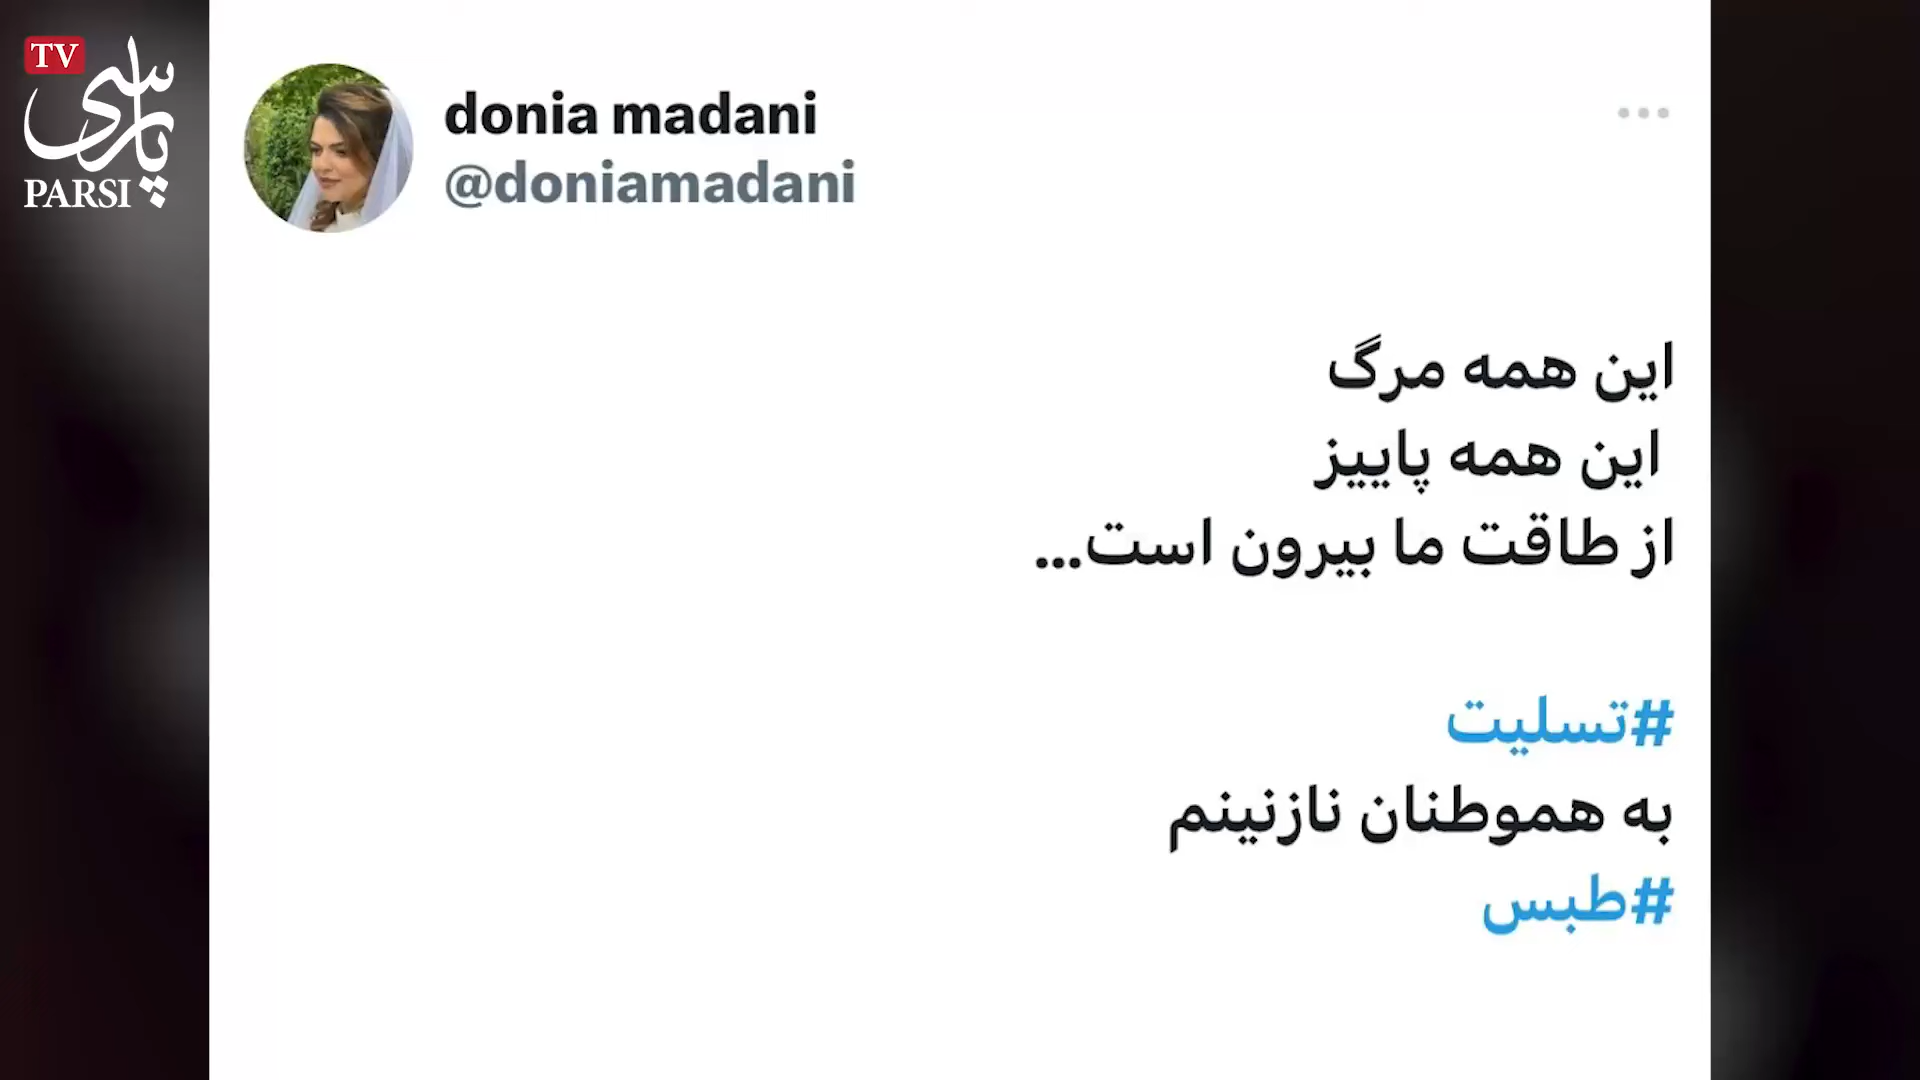 TV
پارسی
PARSI
donia madani
@doniamadani
این همه مرگ
این همه پاییز
از طاقت ما بیرون است...
#تسلیت
به هموطنان نازنینم
#طبس